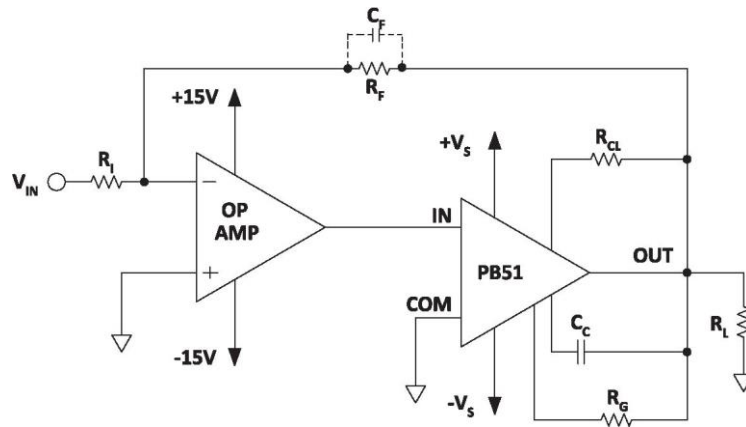 C_F
R_F
+15V
R_I
V_IN
−
OP
AMP
+
-15V
+V_S
R_CL
IN
PB51
OUT
COM
C_C
R_L
-V_S
R_G